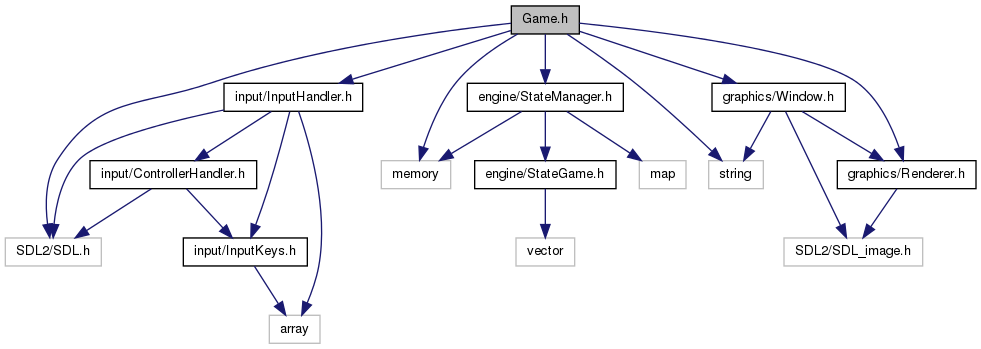 Game.h
input/InputHandler.h
engine/StateManager.h
graphics/Window.h
input/ControllerHandler.h
memory
engine/StateGame.h
map
string
graphics/Renderer.h
SDL2/SDL.h
input/InputKeys.h
vector
SDL2/SDL_image.h
array